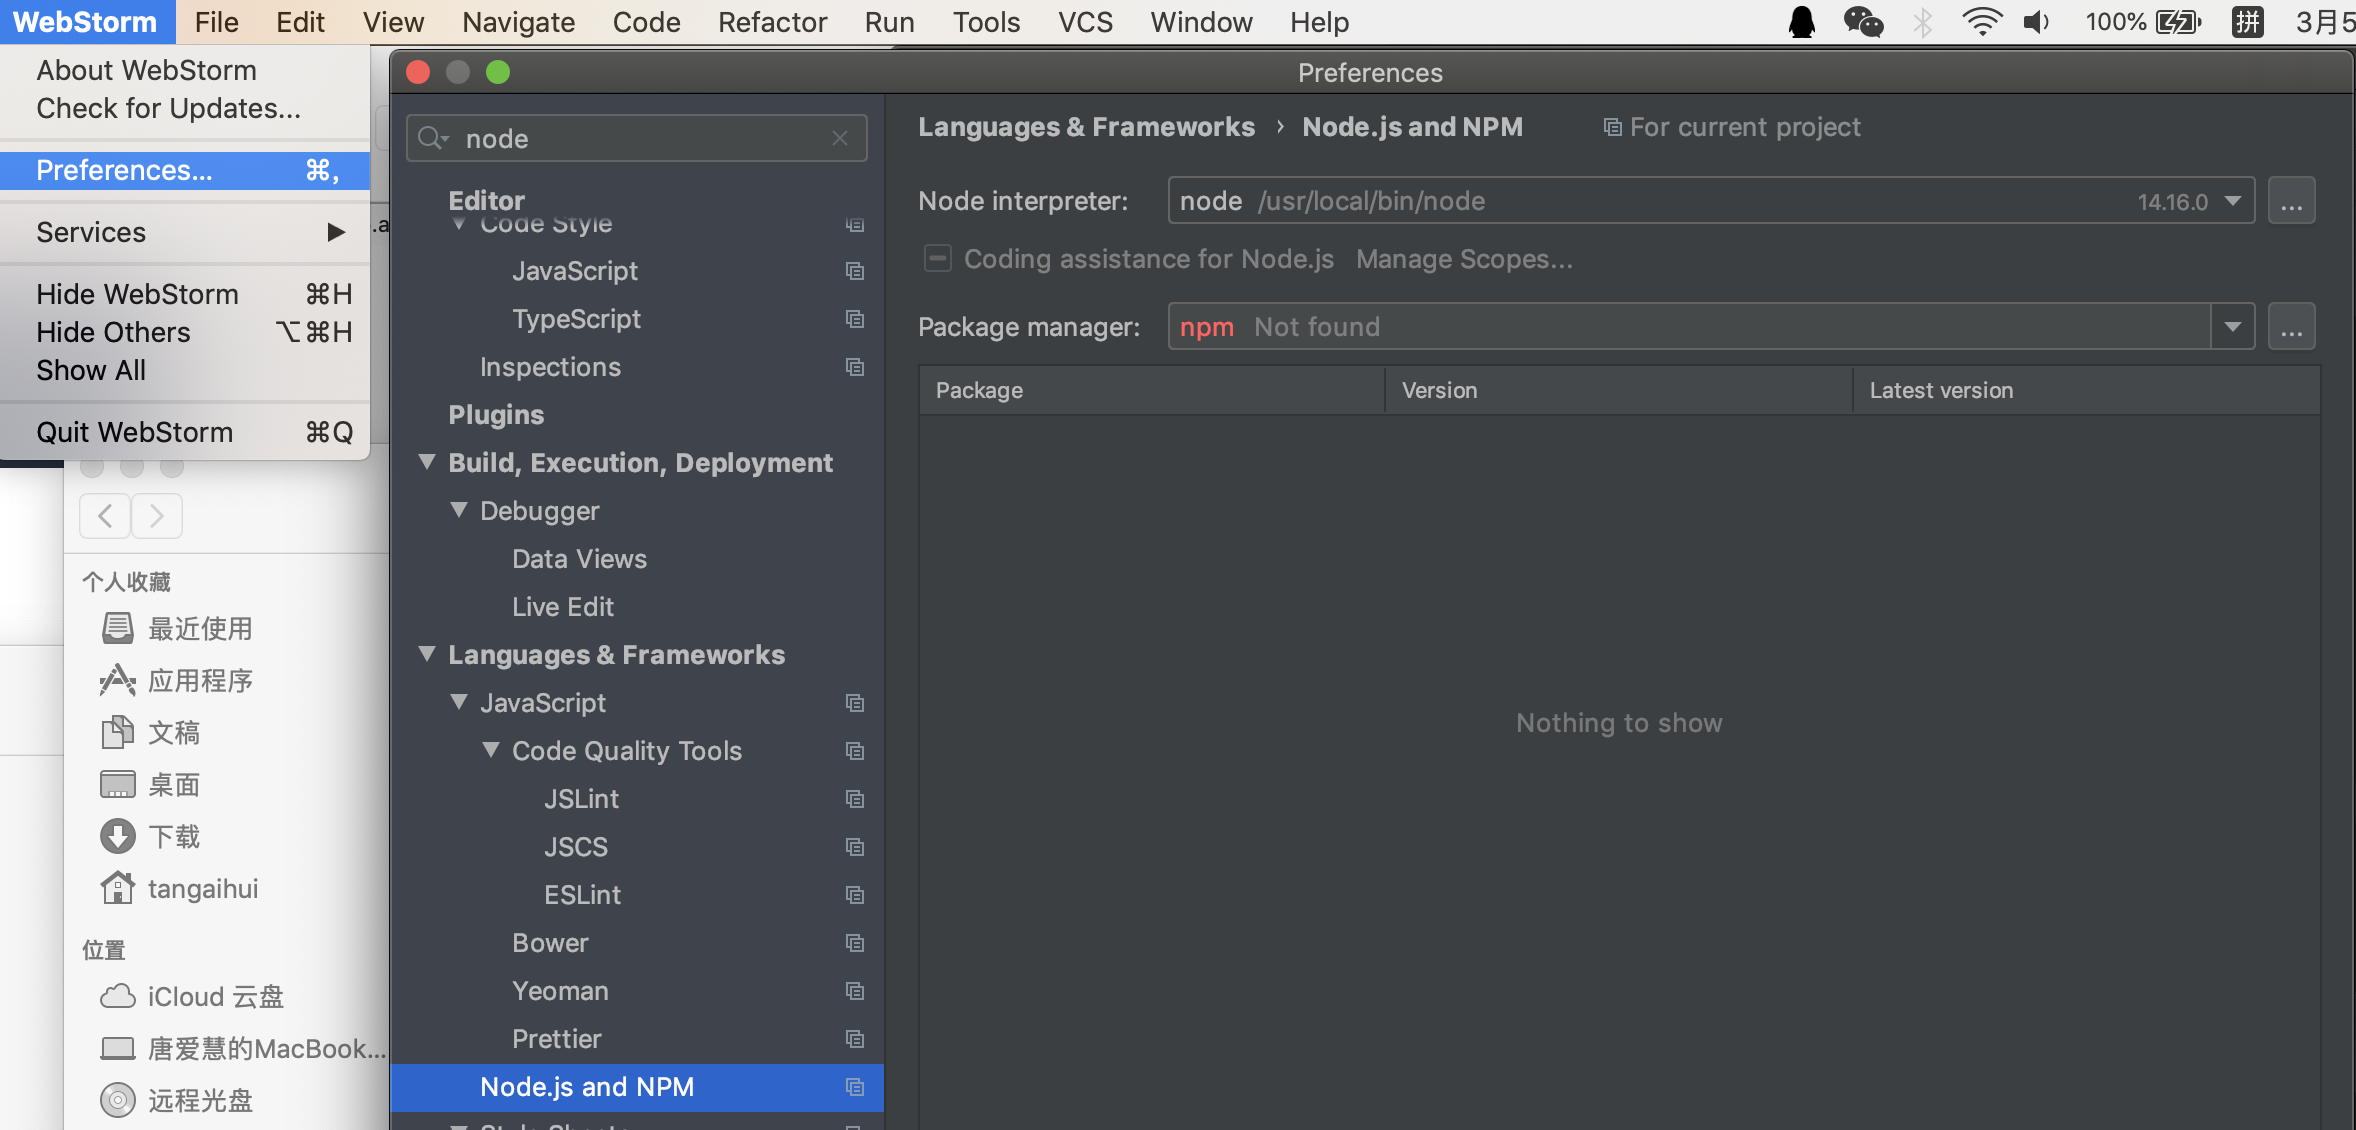 WebStorm File Edit View Navigate Code Refactor Run Tools VCS Window Help 100% 拼 3月5
About WebStorm
Check for Updates...
Preferences... ⌘,
Services ▶
Hide WebStorm ⌘H
Hide Others ⌥⌘H
Show All
Quit WebStorm ⌘Q
.a
个人收藏
最近使用
应用程序
文稿
桌面
下载
tangaihui
位置
iCloud 云盘
唐爱慧的MacBook...
远程光盘
Preferences
node
Editor
Code Style
JavaScript
TypeScript
Inspections
Plugins
Build, Execution, Deployment
Debugger
Data Views
Live Edit
Languages & Frameworks
JavaScript
Code Quality Tools
JSLint
JSCS
ESLint
Bower
Yeoman
Prettier
Node.js and NPM
Languages & Frameworks › Node.js and NPM For current project
Node interpreter: node /usr/local/bin/node 14.16.0 ...
Coding assistance for Node.js Manage Scopes...
Package manager: npm Not found ...
Package Version Latest version
Nothing to show